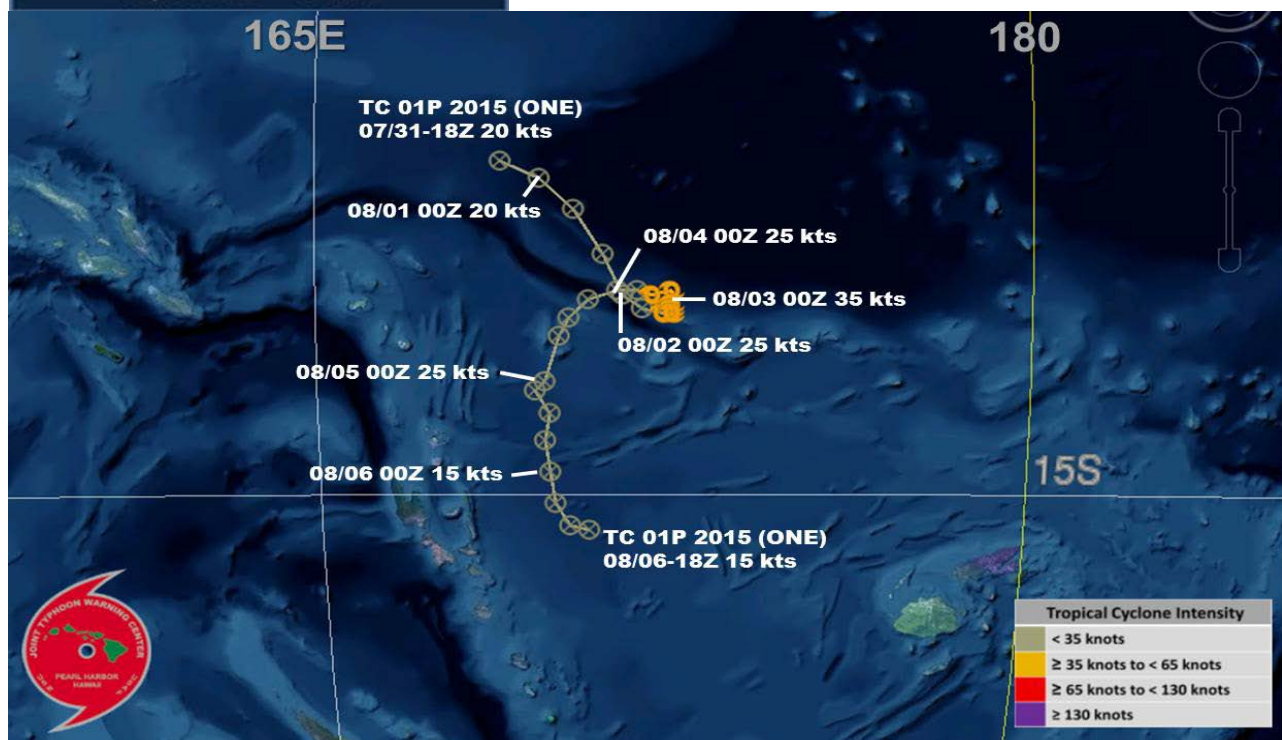 165E
180
TC 01P 2015 (ONE)
07/31-18Z 20 kts
08/01 00Z 20 kts
08/04 00Z 25 kts
08/03 00Z 35 kts
08/02 00Z 25 kts
08/05 00Z 25 kts
08/06 00Z 15 kts
15S
TC 01P 2015 (ONE)
08/06-18Z 15 kts
JOINT TYPHOON WARNING CENTER
PEARL HARBOR
HAWAII
Tropical Cyclone Intensity
< 35 knots
≥ 35 knots to < 65 knots
≥ 65 knots to < 130 knots
≥ 130 knots